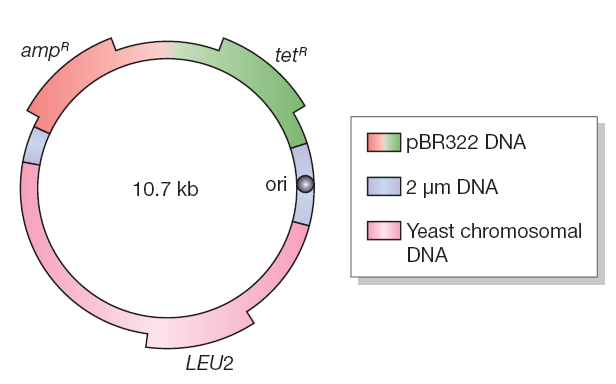 ampᴿ
tetᴿ
10.7 kb
ori
LEU2
pBR322 DNA
2 µm DNA
Yeast chromosomal
DNA